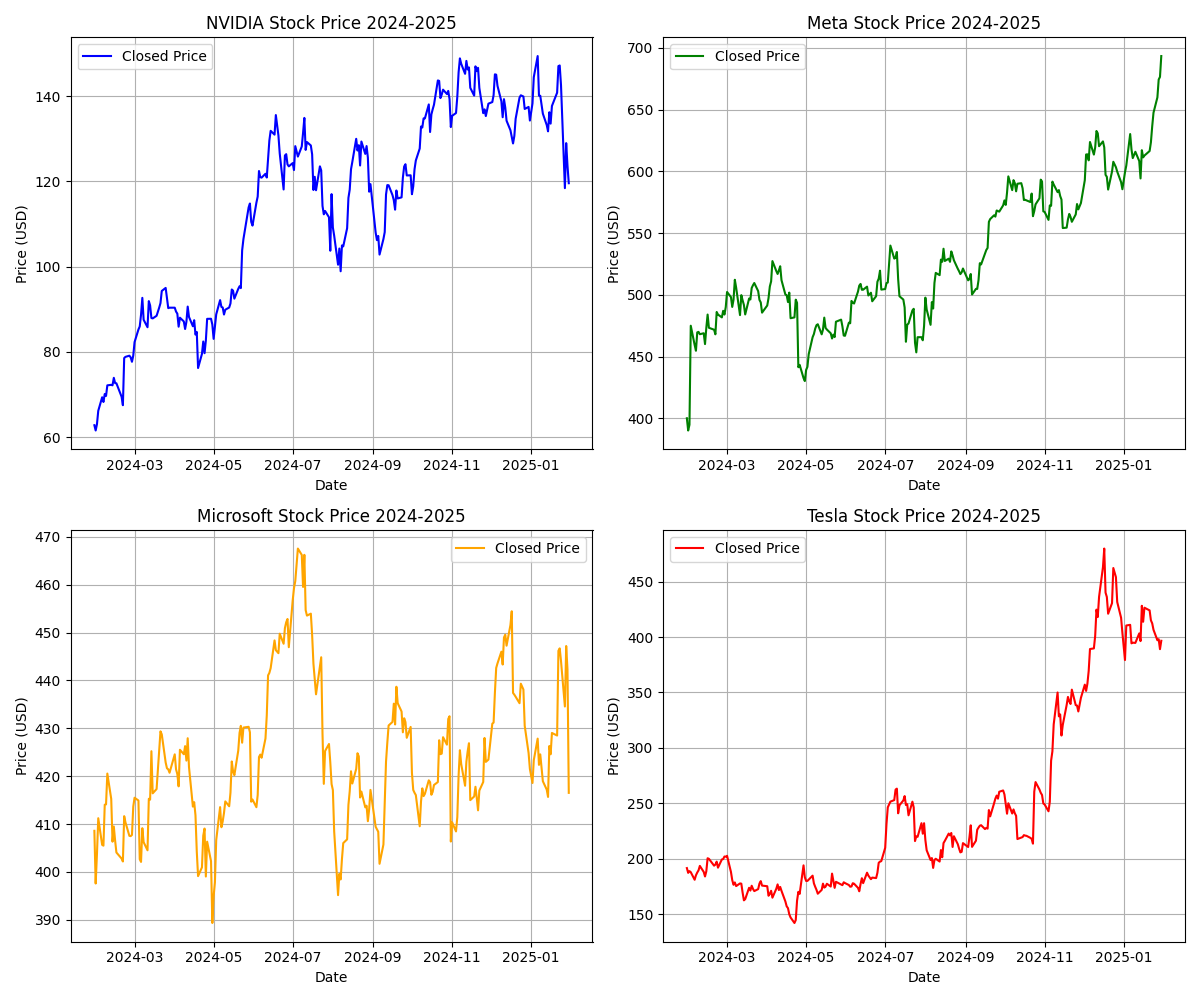 NVIDIA Stock Price 2024-2025
Closed Price
Price (USD)
140
120
100
80
60
2024-03 2024-05 2024-07 2024-09 2024-11 2025-01
Date
Meta Stock Price 2024-2025
Closed Price
Price (USD)
700
650
600
550
500
450
400
2024-03 2024-05 2024-07 2024-09 2024-11 2025-01
Date
Microsoft Stock Price 2024-2025
Closed Price
Price (USD)
470
460
450
440
430
420
410
400
390
2024-03 2024-05 2024-07 2024-09 2024-11 2025-01
Date
Tesla Stock Price 2024-2025
Closed Price
Price (USD)
450
400
350
300
250
200
150
2024-03 2024-05 2024-07 2024-09 2024-11 2025-01
Date